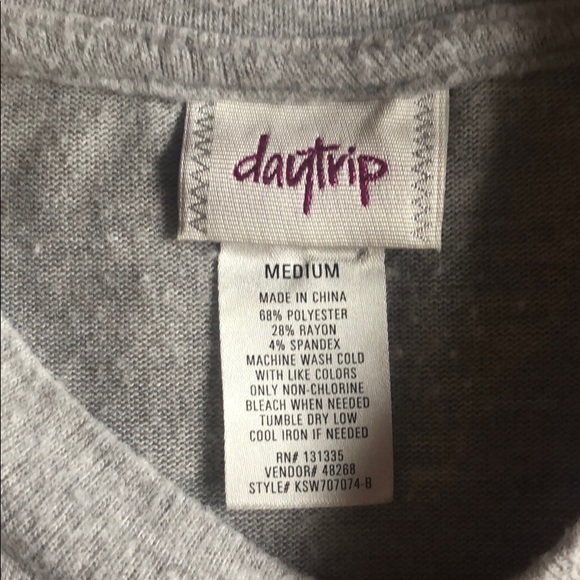 daytrip
MEDIUM
MADE IN CHINA
68% POLYESTER
28% RAYON
4% SPANDEX
MACHINE WASH COLD
WITH LIKE COLORS
ONLY NON-CHLORINE
BLEACH WHEN NEEDED
TUMBLE DRY LOW
COOL IRON IF NEEDED
RN# 131335
VENDOR# 48268
STYLE# KSW707074-B